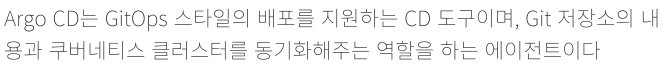 Argo CD는 GitOps 스타일의 배포를 지원하는 CD 도구이며, Git 저장소의 내
용과 쿠버네티스 클러스터를 동기화해주는 역할을 하는 에이전트이다